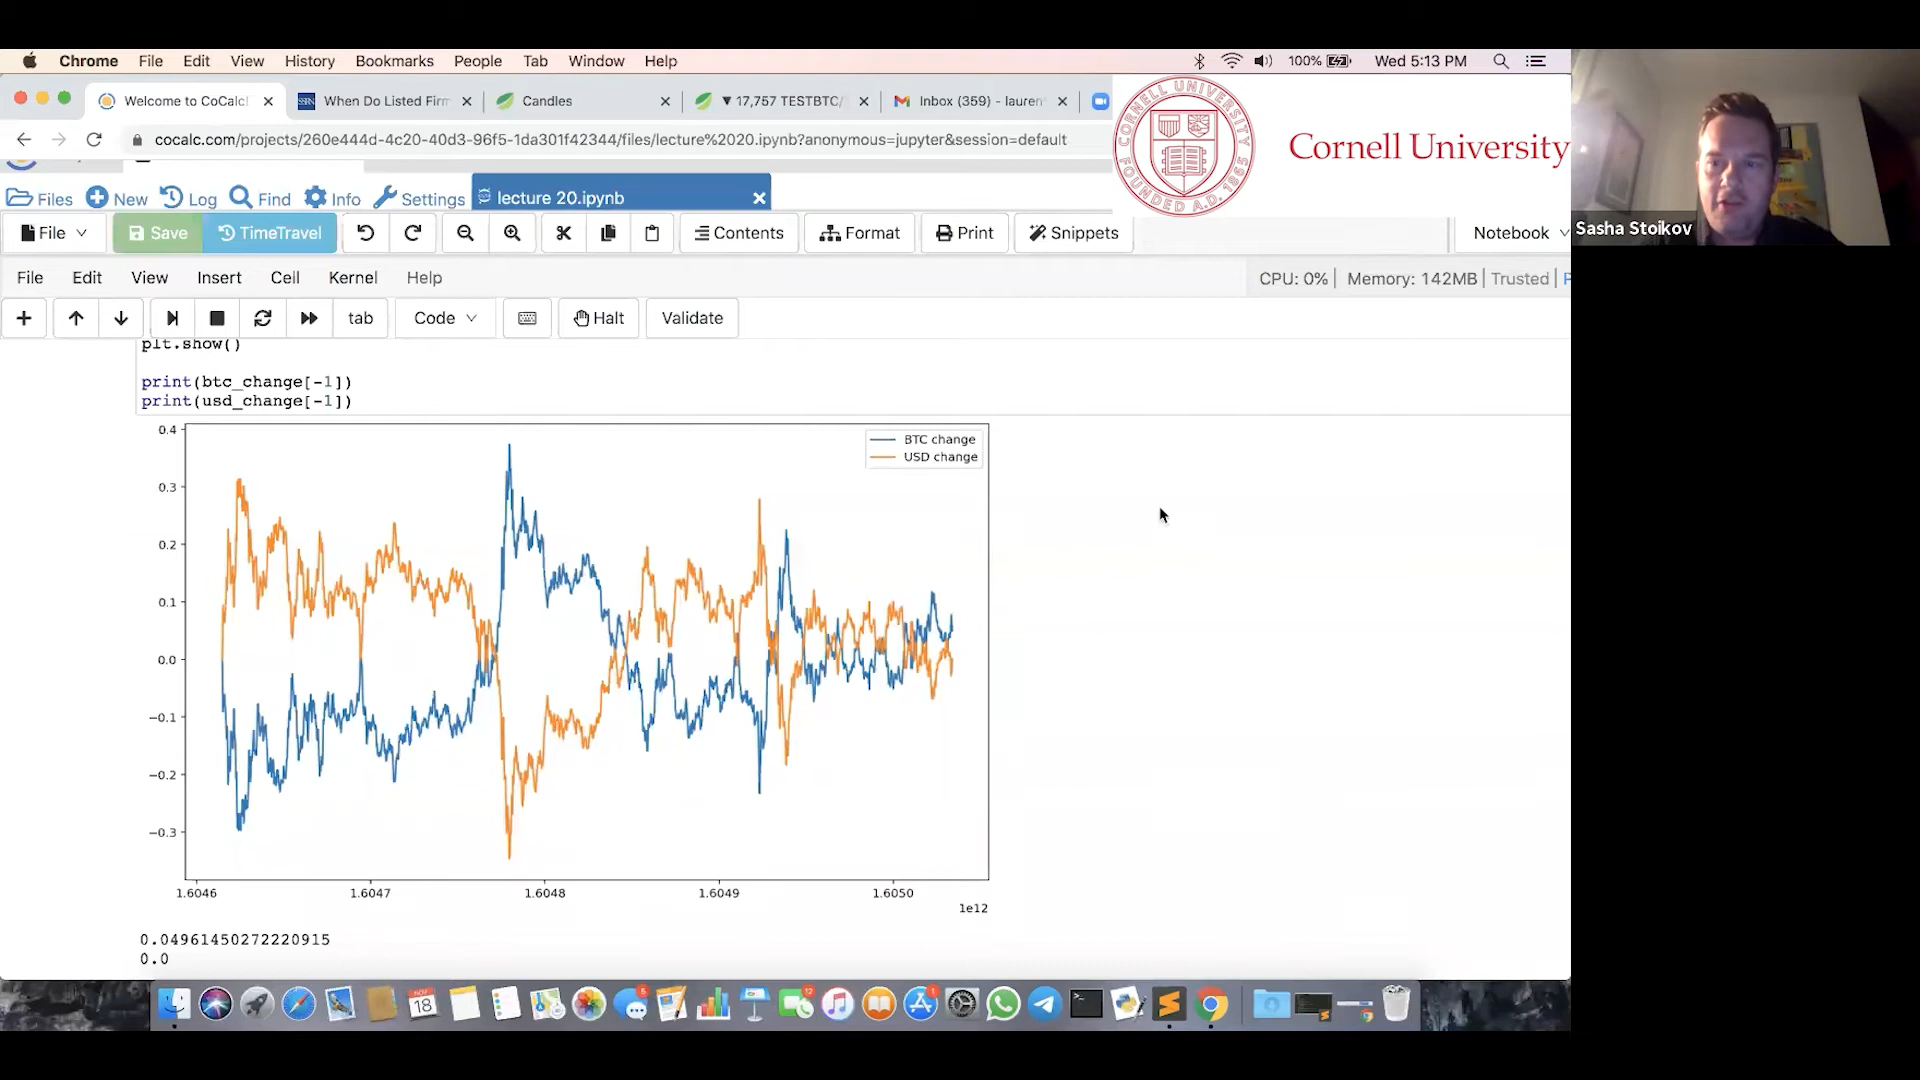 Chrome File Edit View History Bookmarks People Tab Window Help 100% Wed 5:13 PM
Welcome to CoCalc! When Do Listed Firm Candles ▼ 17,757 TESTBTC/ Inbox (359) - lauren
cocalc.com/projects/260e444d-4c20-40d3-96f5-1da301f42344/files/lecture%2020.ipynb?anonymous=jupyter&session=default
CORNELL UNIVERSITY
FOUNDED A.D. 1865
Cornell University
Files New Log Find Info Settings lecture 20.ipynb
File Save TimeTravel Contents Format Print Snippets Notebook
Sasha Stoikov
File Edit View Insert Cell Kernel Help CPU: 0% | Memory: 142MB | Trusted |
tab Code Halt Validate
plt.show()
print(btc_change[-1])
print(usd_change[-1])
BTC change
USD change
0.4
0.3
0.2
0.1
0.0
−0.1
−0.2
−0.3
1.6046 1.6047 1.6048 1.6049 1.6050
1e12
0.04961450272220915
0.0
NOV
18